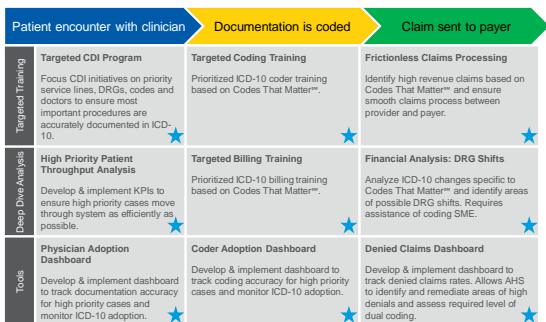 Patient encounter with clinician
Documentation is coded
Claim sent to payer
Targeted Training
Targeted CDI Program
Focus CDI initiatives on priority
service lines, DRGs, codes and
doctors to ensure most
important procedures are
accurately documented in ICD-
10.
Targeted Coding Training
Prioritized ICD-10 coder training
based on Codes That Matter℠.
Frictionless Claims Processing
Identify high revenue claims based on
Codes That Matter℠ and ensure
smooth claims process between
provider and payer.
Deep Dive Analysis
High Priority Patient
Throughput Analysis
Develop & implement KPIs to
ensure high priority cases move
through system as efficiently as
possible.
Targeted Billing Training
Prioritized ICD-10 billing training
based on Codes That Matter℠.
Financial Analysis: DRG Shifts
Analyze ICD-10 changes specific to
Codes That Matter℠ and identify areas
of possible DRG shifts. Requires
assistance of coding SME.
Tools
Physician Adoption
Dashboard
Develop & implement dashboard
to track documentation accuracy
for high priority cases and
monitor ICD-10 adoption.
Coder Adoption Dashboard
Develop & implement dashboard to
track coding accuracy for high priority
cases and monitor ICD-10 adoption.
Denied Claims Dashboard
Develop & implement dashboard to
track denied claims rates. Allows AHS
to identify and remediate areas of high
denials and assess required level of
dual coding.